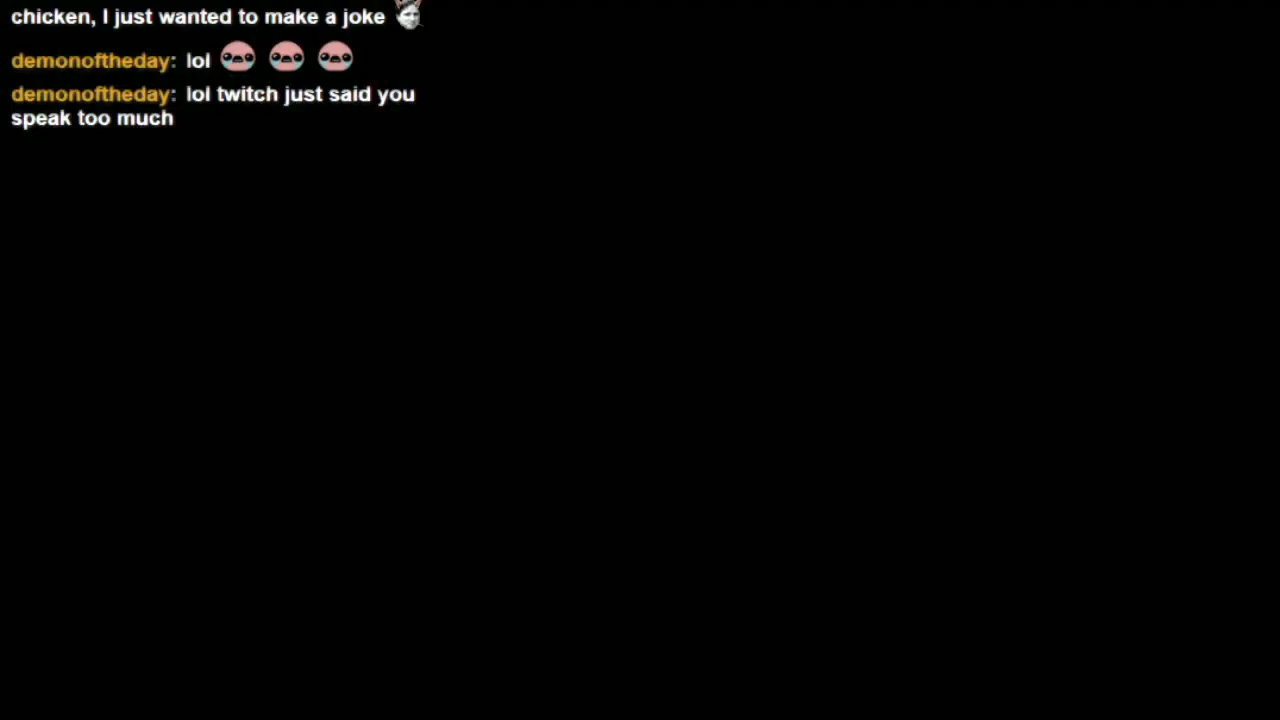 chicken, I just wanted to make a joke
demonoftheday: lol
demonoftheday: lol twitch just said you
speak too much